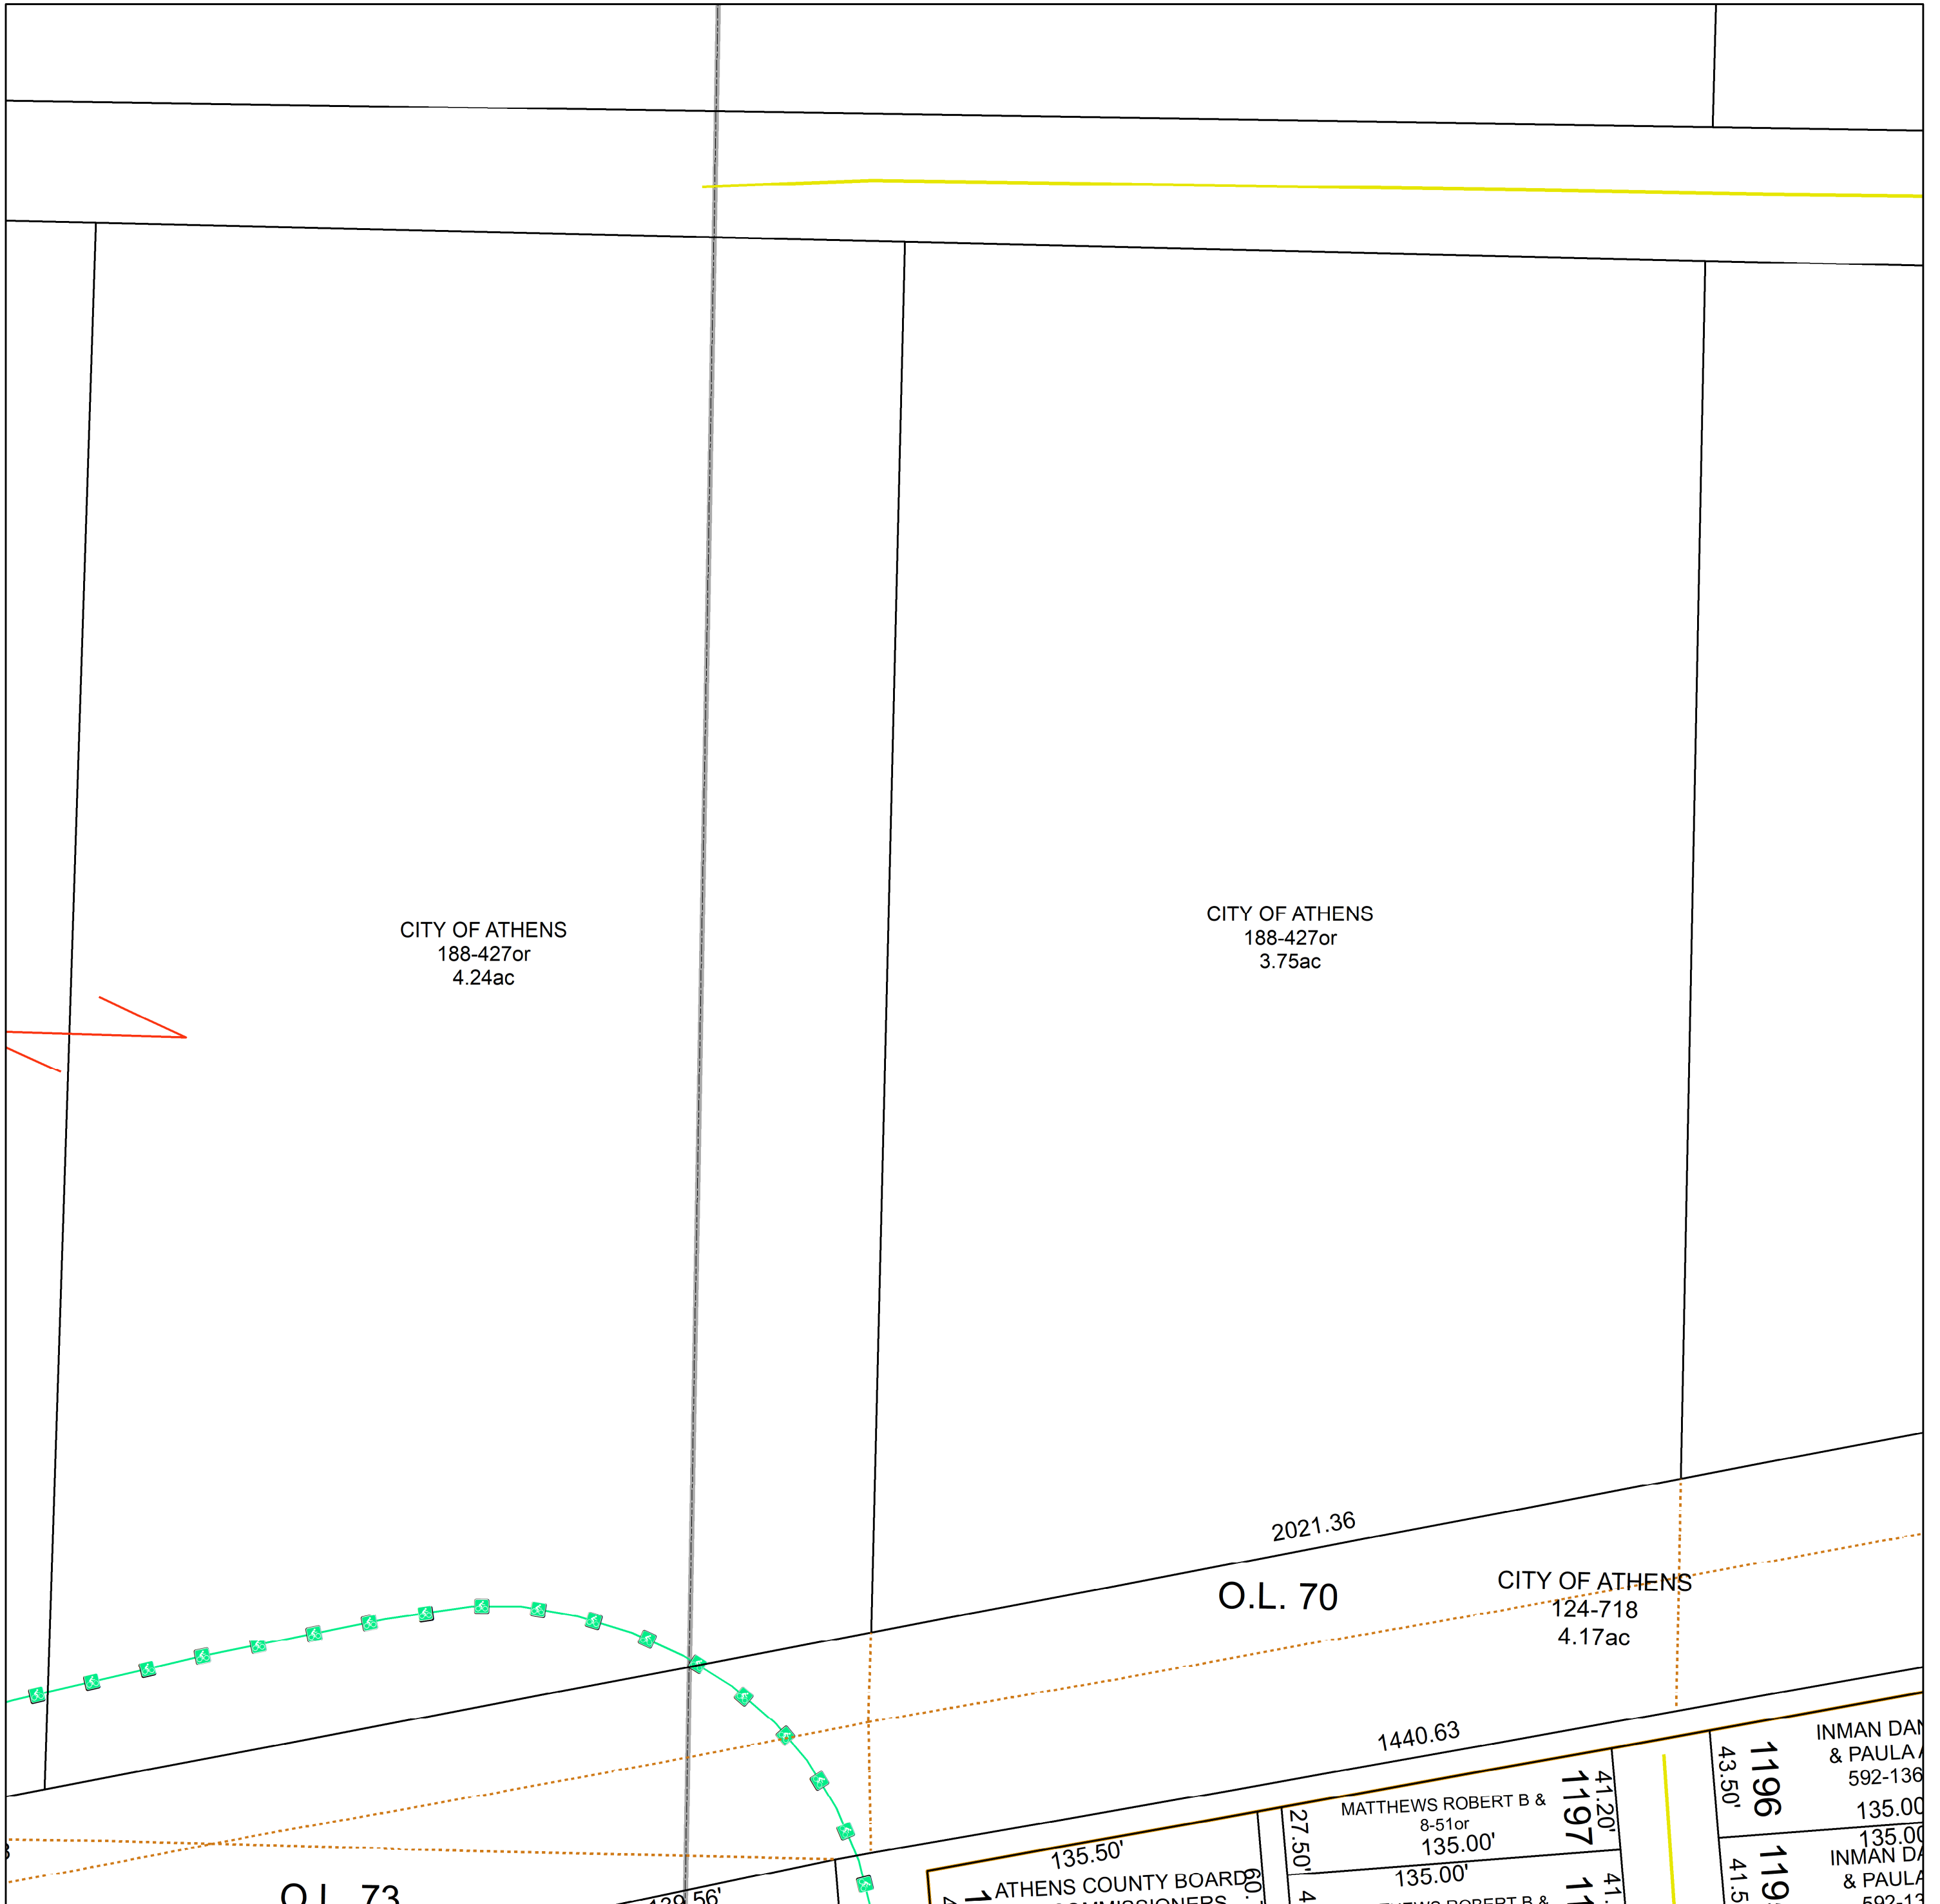 CITY OF ATHENS
188-427or
4.24ac
CITY OF ATHENS
188-427or
3.75ac
2021.36
O.L. 70
CITY OF ATHENS
124-718
4.17ac
1440.63
O.L. 73
135.50'
ATHENS COUNTY BOARD
27.50'
MATTHEWS ROBERT B &
8-51or
135.00'
1197
41.20'
135.00'
43.50'
1196
INMAN
& PAULA
592-136
135.00
135.00
INMAN
& PAULA